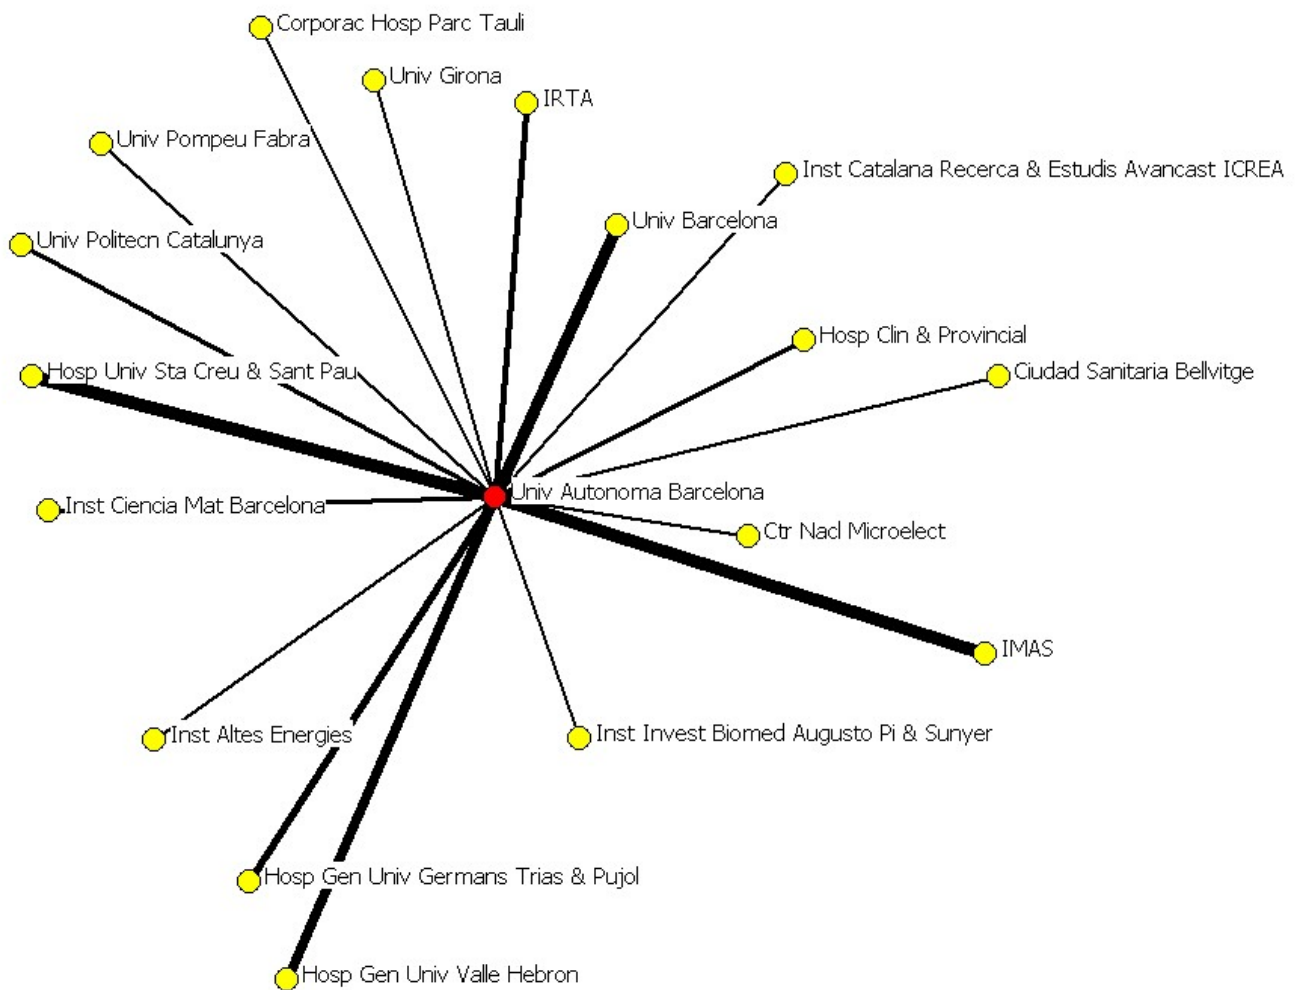 Corporac Hosp Parc Tauli
Univ Girona
IRTA
Univ Pompeu Fabra
Inst Catalana Recerca & Estudis Avancast ICREA
Univ Barcelona
Univ Politecn Catalunya
Hosp Clin & Provincial
Hosp Univ Sta Creu & Sant Pau
Ciudad Sanitaria Bellvitge
Univ Autonoma Barcelona
Inst Ciencia Mat Barcelona
Ctr Nacl Microelect
IMAS
Inst Altes Energies
Inst Invest Biomed Augusto Pi & Sunyer
Hosp Gen Univ Germans Trias & Pujol
Hosp Gen Univ Valle Hebron